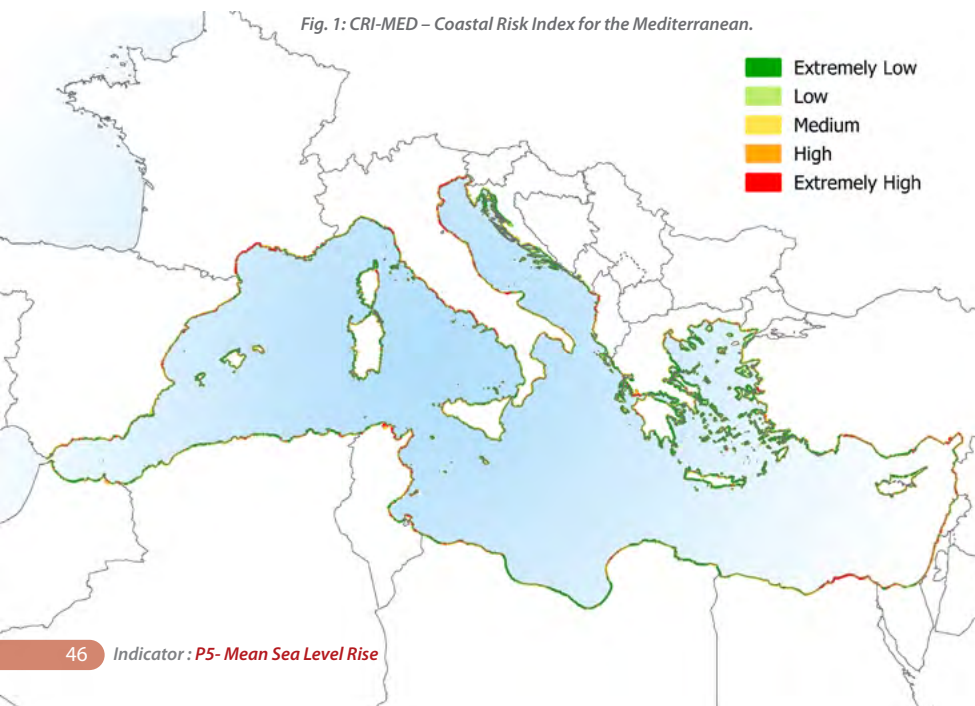 Fig. 1: CRI-MED – Coastal Risk Index for the Mediterranean.
Extremely Low
Low
Medium
High
Extremely High
46 Indicator : P5- Mean Sea Level Rise